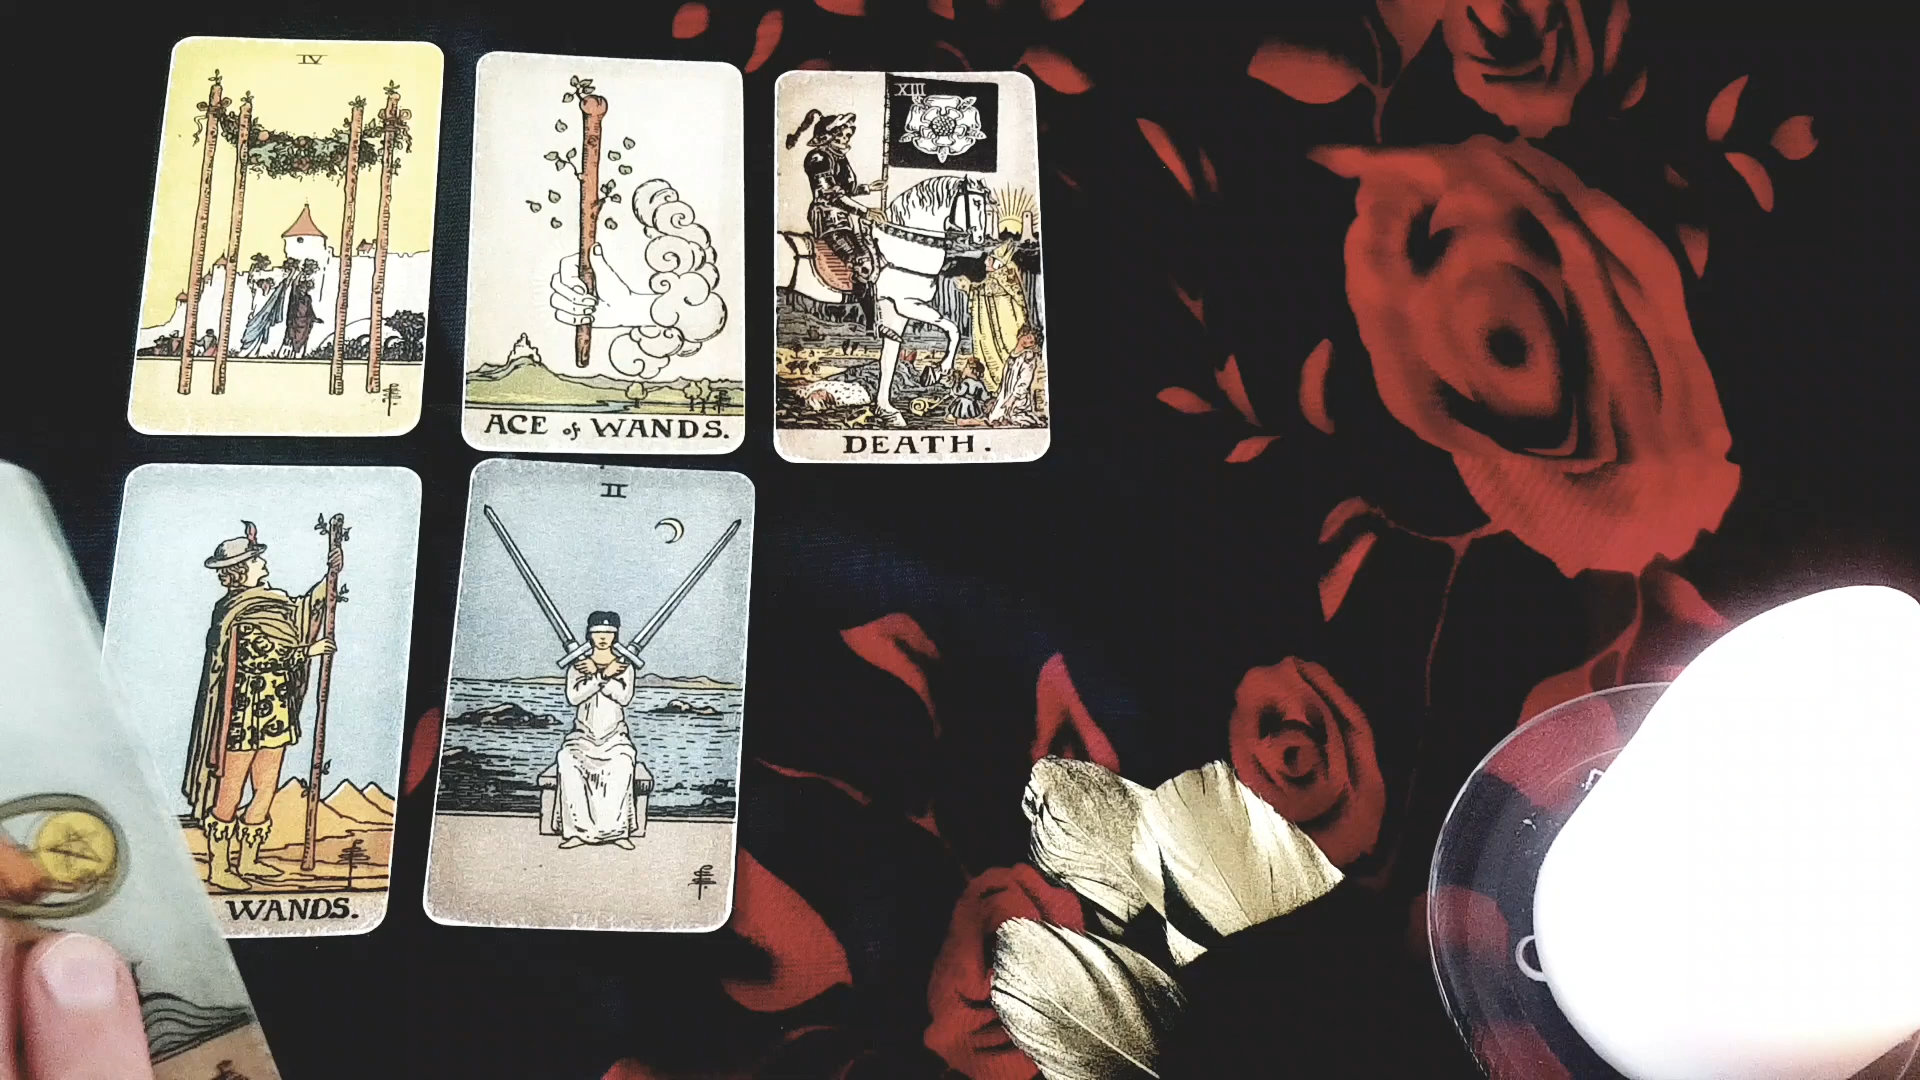 IV
ACE of WANDS.
XIII
DEATH.
WANDS.
II